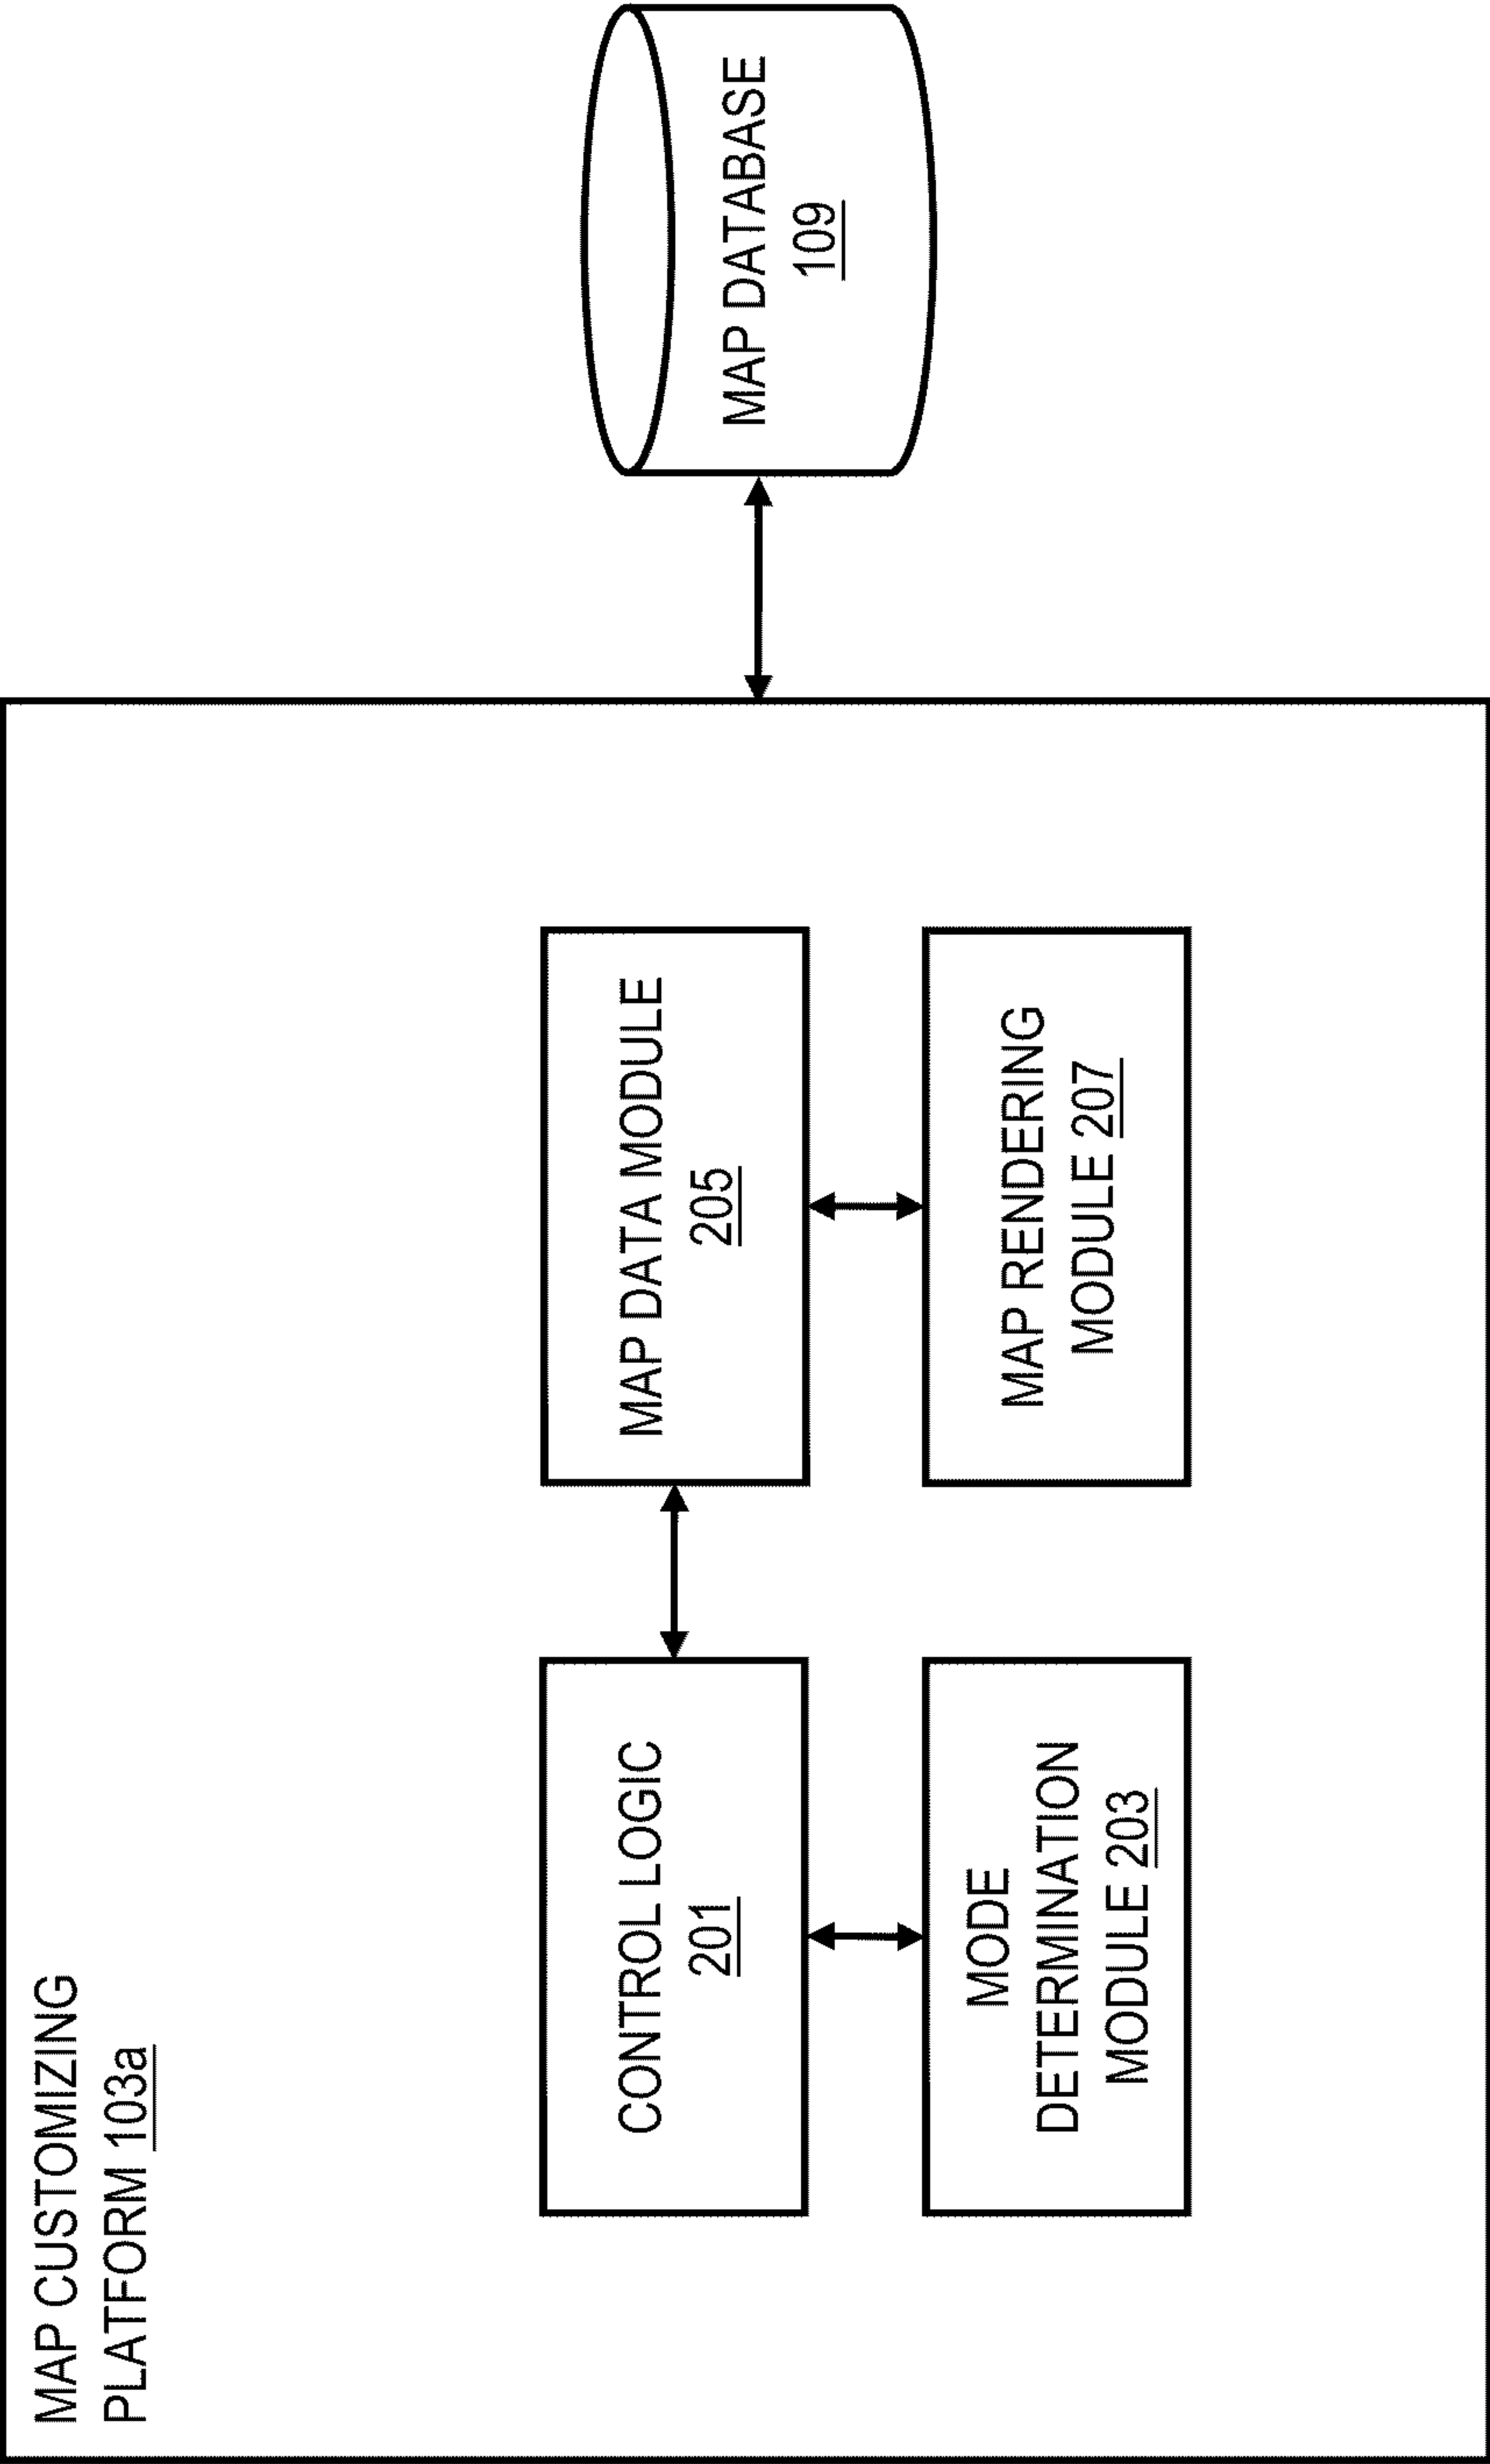 MAP CUSTOMIZING
PLATFORM 103a
CONTROL LOGIC
201
MAP DATA MODULE
205
MODE
DETERMINATION
MODULE 203
MAP RENDERING
MODULE 207
MAP DATABASE
109